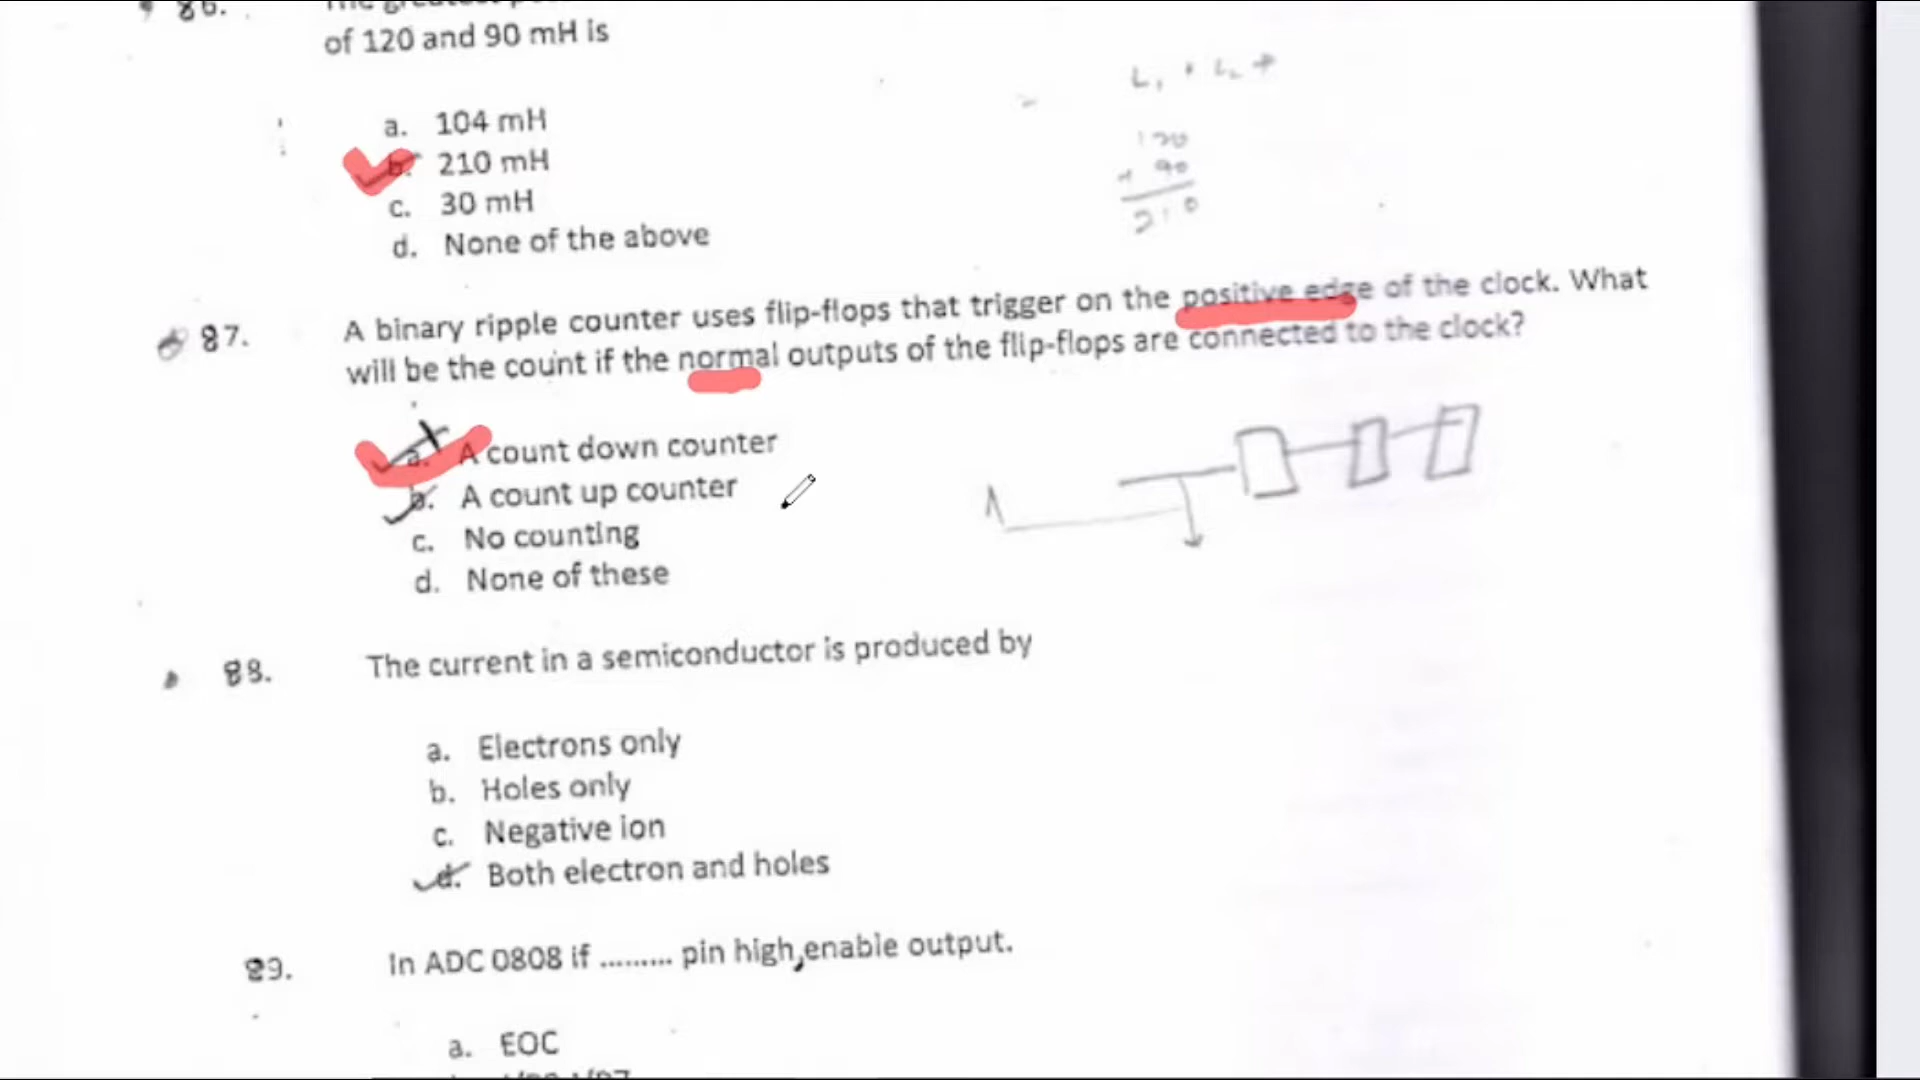 86.
of 120 and 90 mH is
L₁ + L₂ +
a. 104 mH
b. 210 mH
c. 30 mH
d. None of the above
120
+ 90
210
87. A binary ripple counter uses flip-flops that trigger on the positive edge of the clock. What
will be the count if the normal outputs of the flip-flops are connected to the clock?
a. A count down counter
b. A count up counter
c. No counting
d. None of these
88. The current in a semiconductor is produced by
a. Electrons only
b. Holes only
c. Negative ion
d. Both electron and holes
89. In ADC 0808 if ......... pin high,enable output.
a. EOC